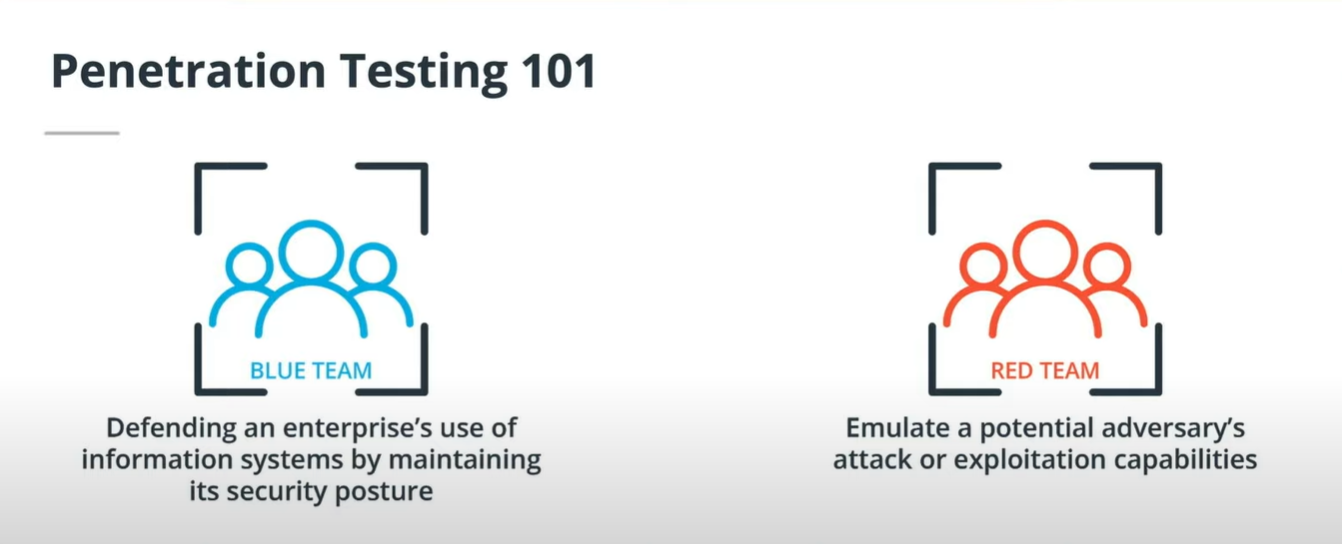 Penetration Testing 101
BLUE TEAM
Defending an enterprise's use of
information systems by maintaining
its security posture
RED TEAM
Emulate a potential adversary's
attack or exploitation capabilities